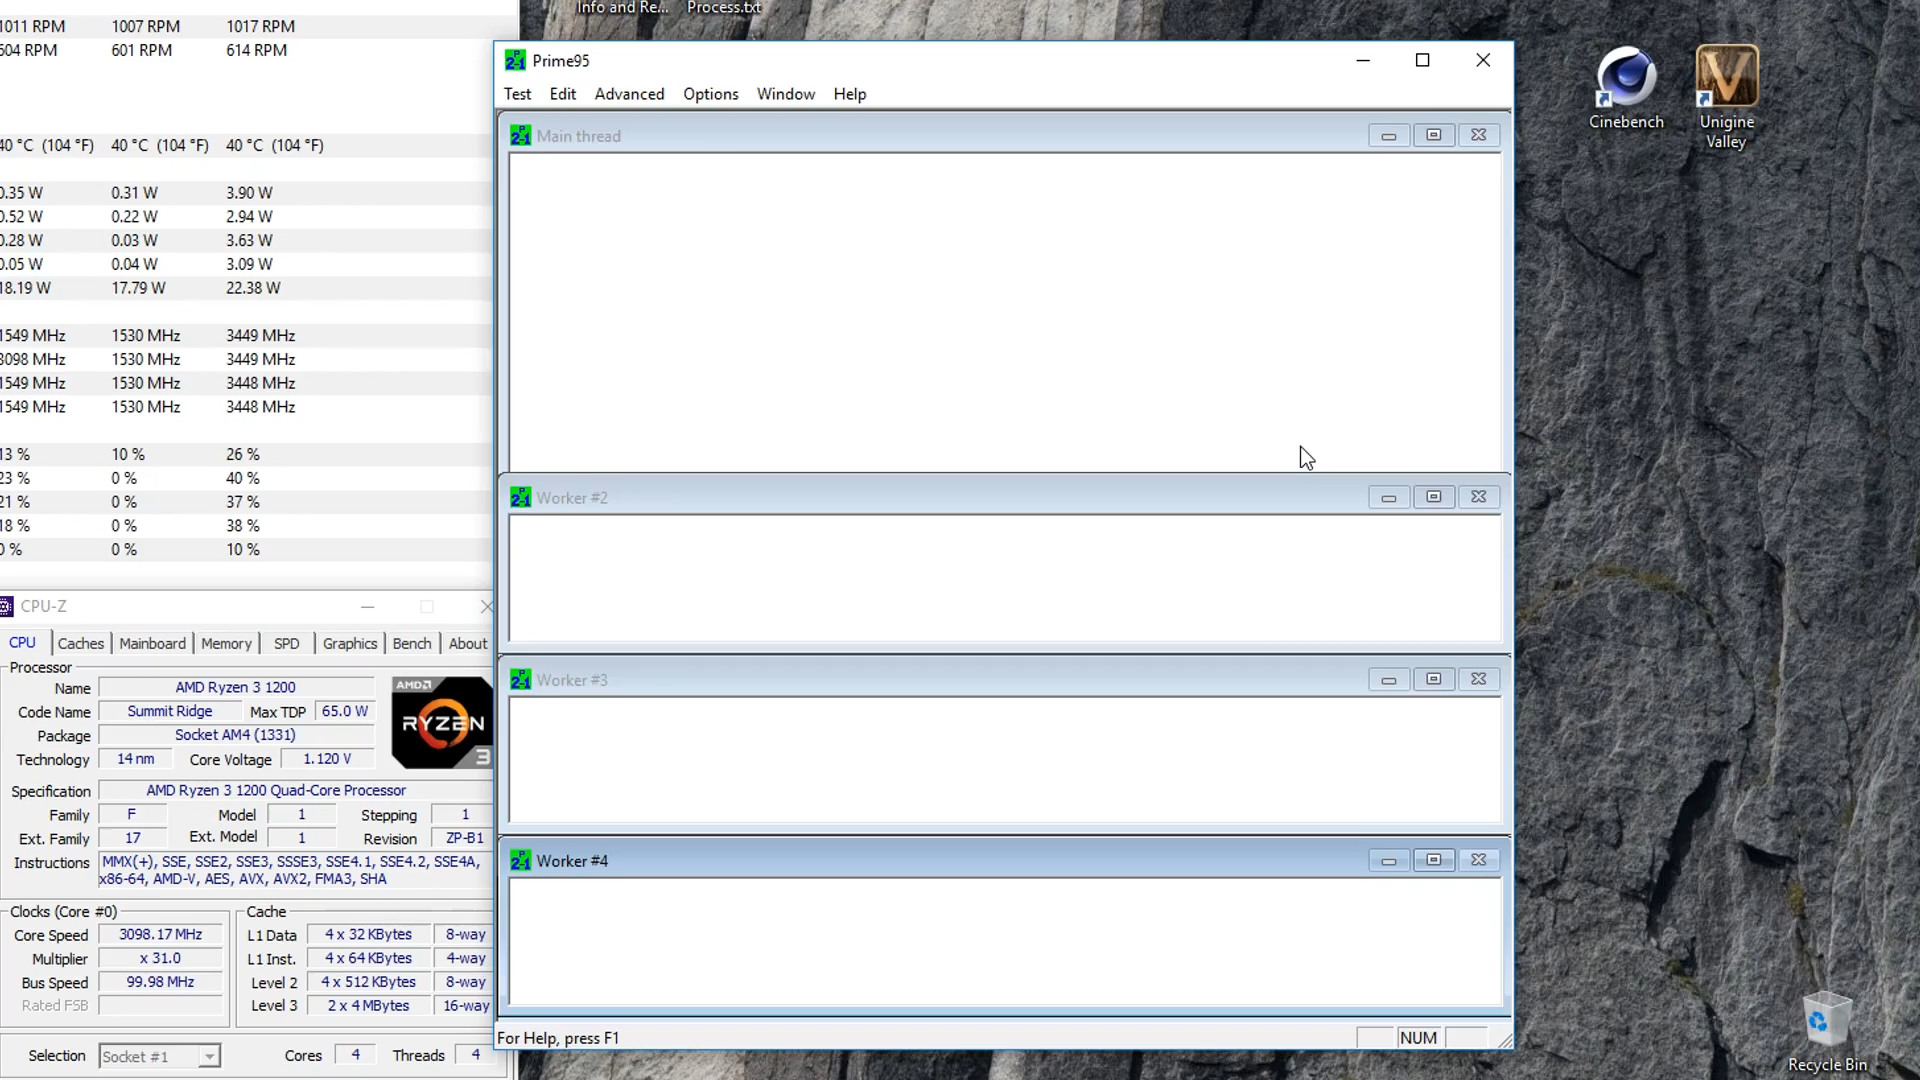 Info and Re... Process.txt
1011 RPM 1007 RPM 1017 RPM
604 RPM 601 RPM 614 RPM
40 °C (104 °F) 40 °C (104 °F) 40 °C (104 °F)
0.35 W 0.31 W 3.90 W
0.52 W 0.22 W 2.94 W
0.28 W 0.03 W 3.63 W
0.05 W 0.04 W 3.09 W
18.19 W 17.79 W 22.38 W
1549 MHz 1530 MHz 3449 MHz
3098 MHz 1530 MHz 3449 MHz
1549 MHz 1530 MHz 3448 MHz
1549 MHz 1530 MHz 3448 MHz
13 % 10 % 26 %
23 % 0 % 40 %
21 % 0 % 37 %
18 % 0 % 38 %
0 % 0 % 10 %
CPU-Z
CPU Caches Mainboard Memory SPD Graphics Bench About
Processor
Name AMD Ryzen 3 1200
Code Name Summit Ridge Max TDP 65.0 W
Package Socket AM4 (1331)
Technology 14 nm Core Voltage 1.120 V
AMD
RYZEN
3
Specification AMD Ryzen 3 1200 Quad-Core Processor
Family F Model 1 Stepping 1
Ext. Family 17 Ext. Model 1 Revision ZP-B1
Instructions MMX(+), SSE, SSE2, SSE3, SSSE3, SSE4.1, SSE4.2, SSE4A,
x86-64, AMD-V, AES, AVX, AVX2, FMA3, SHA
Clocks (Core #0)
Core Speed 3098.17 MHz
Multiplier x 31.0
Bus Speed 99.98 MHz
Rated FSB
Cache
L1 Data 4 x 32 KBytes 8-way
L1 Inst. 4 x 64 KBytes 4-way
Level 2 4 x 512 KBytes 8-way
Level 3 2 x 4 MBytes 16-way
Selection Socket #1 Cores 4 Threads 4
Prime95
Test Edit Advanced Options Window Help
Main thread
Worker #2
Worker #3
Worker #4
For Help, press F1
NUM
Cinebench
Unigine
Valley
Recycle Bin